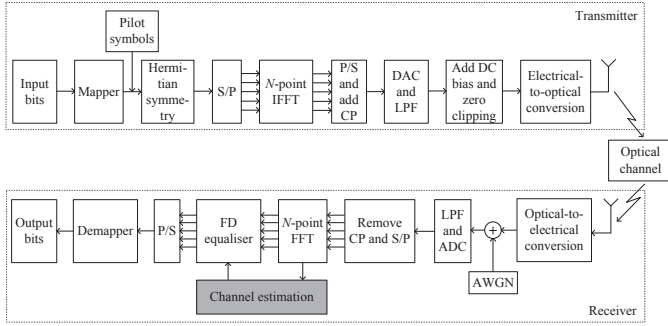 Transmitter
Pilot
symbols
Input
bits
Mapper
Hermi-
tian
symme-
try
S/P
N-point
IFFT
P/S
and
add
CP
DAC
and
LPF
Add DC
bias and
zero
clipping
Electrical-
to-optical
conversion
Optical
channel
Output
bits
Demapper
P/S
FD
equaliser
N-point
FFT
Remove
CP and S/P
LPF
and
ADC
+
Optical-to-
electrical
conversion
Channel estimation
AWGN
Receiver